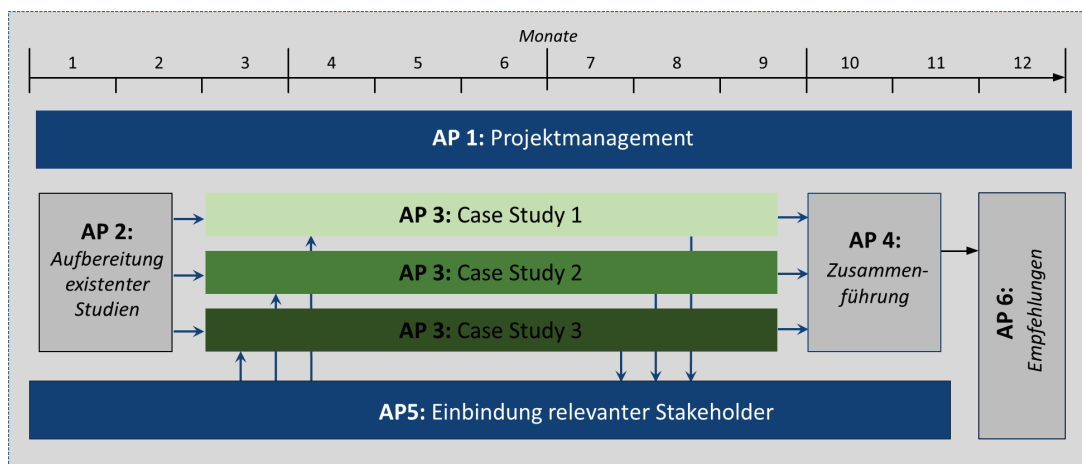 Monate
1 2 3 4 5 6 7 8 9 10 11 12
AP 1: Projektmanagement
AP 2:
Aufbereitung
existenter
Studien
AP 3: Case Study 1
AP 3: Case Study 2
AP 3: Case Study 3
AP 4:
Zusammen-
führung
AP 6:
Empfehlungen
AP5: Einbindung relevanter Stakeholder